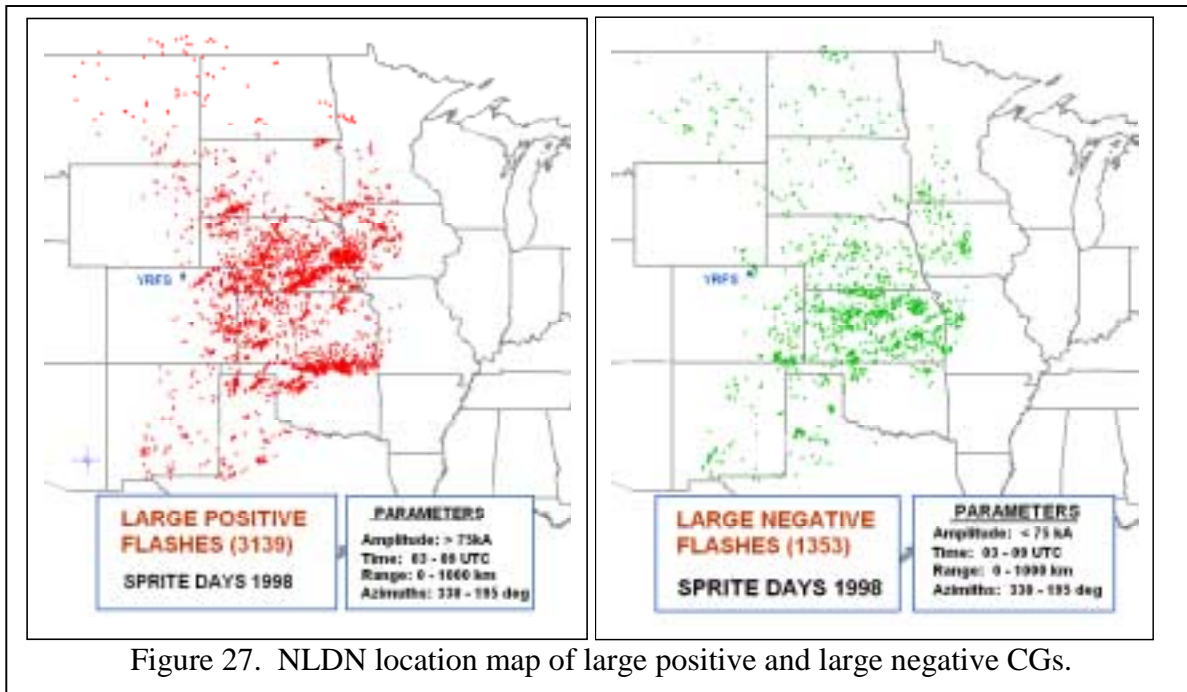 YRFS
LARGE POSITIVE
FLASHES (3139)
SPRITE DAYS 1998
PARAMETERS
Amplitude: > 75kA
Time: 03 - 09 UTC
Range: 0 - 1000 km
Azimuths: 330 - 195 deg
YRFS
LARGE NEGATIVE
FLASHES (1353)
SPRITE DAYS 1998
PARAMETERS
Amplitude: < 75 kA
Time: 03 - 09 UTC
Range: 0 - 1000 km
Azimuths: 330 - 195 deg
Figure 27. NLDN location map of large positive and large negative CGs.